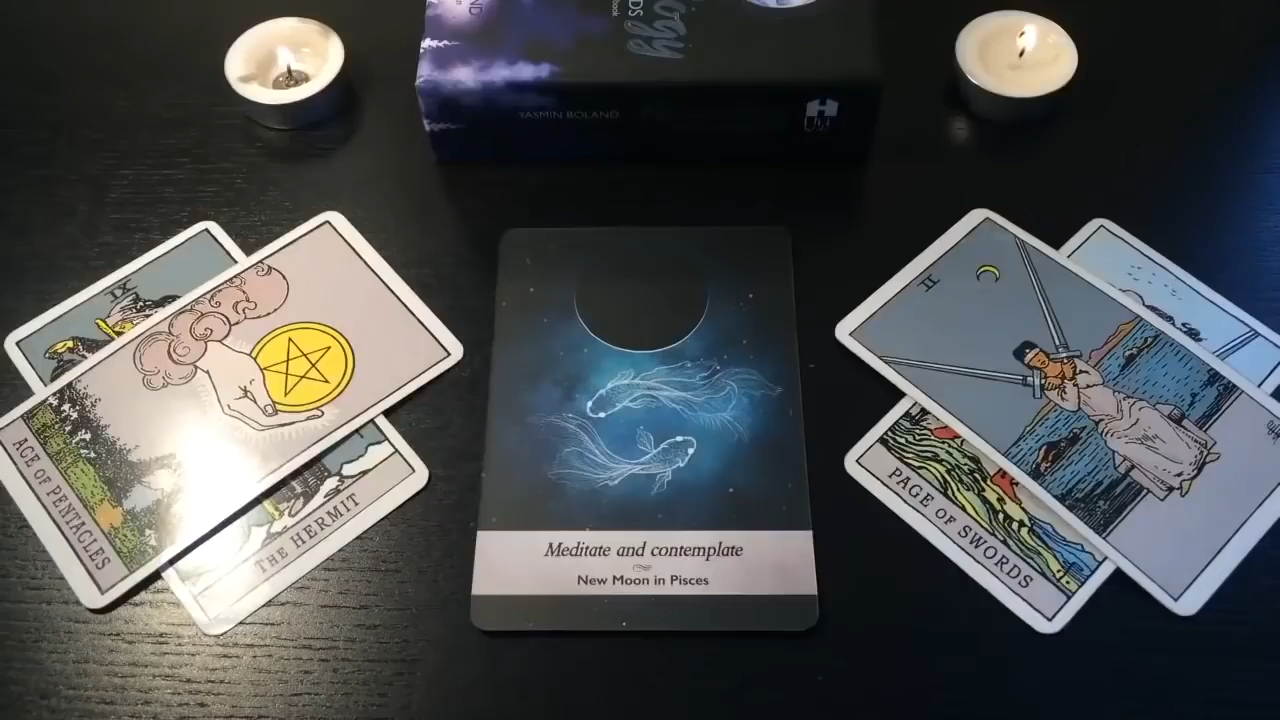 YASMIN BOLAND
IX
ACE OF PENTACLES
THE HERMIT
Meditate and contemplate
New Moon in Pisces
II
PAGE OF SWORDS